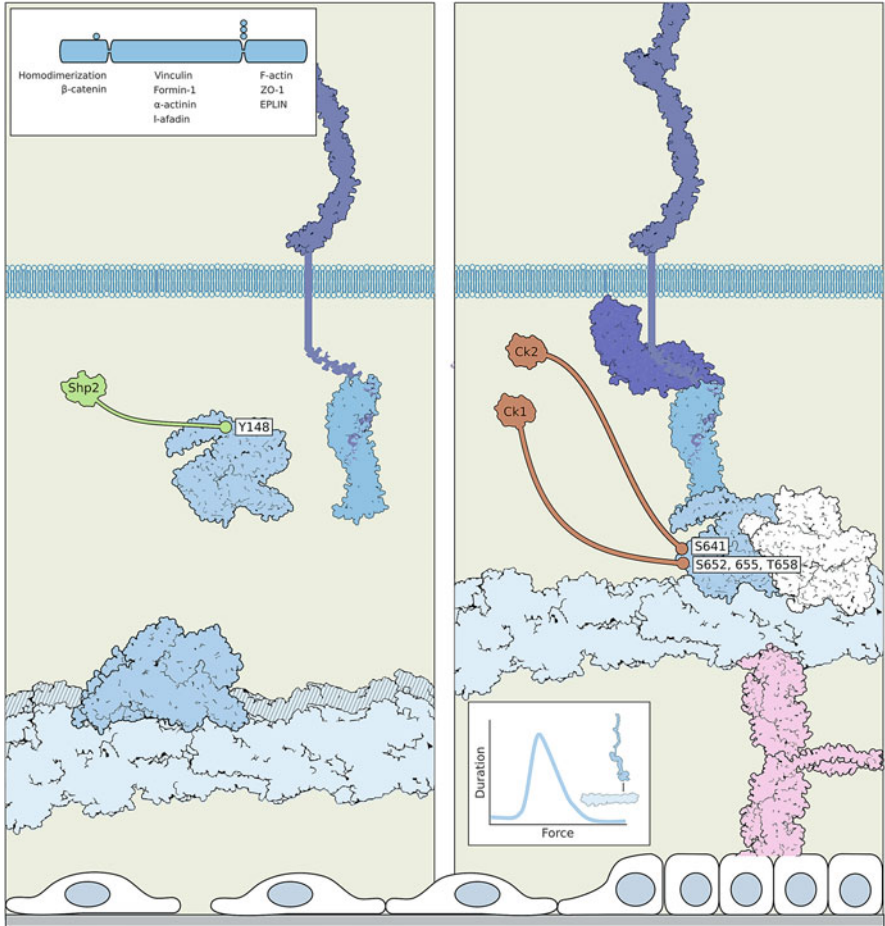 Homodimerization Vinculin F-actin
β-catenin Formin-1 ZO-1
α-actinin EPLIN
l-afadin
Shp2
Y148
Ck2
Ck1
S641
S652, 655, T658
Duration
Force